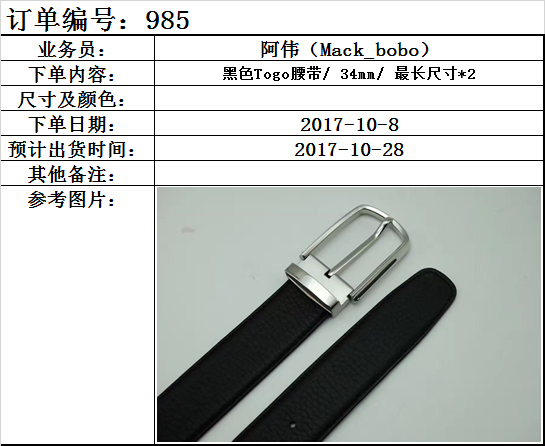 订单编号：985
业务员：
阿伟（Mack_bobo）
下单内容：
黑色Togo腰带/ 34mm/ 最长尺寸*2
尺寸及颜色：
下单日期：
2017-10-8
预计出货时间：
2017-10-28
其他备注：
参考图片：